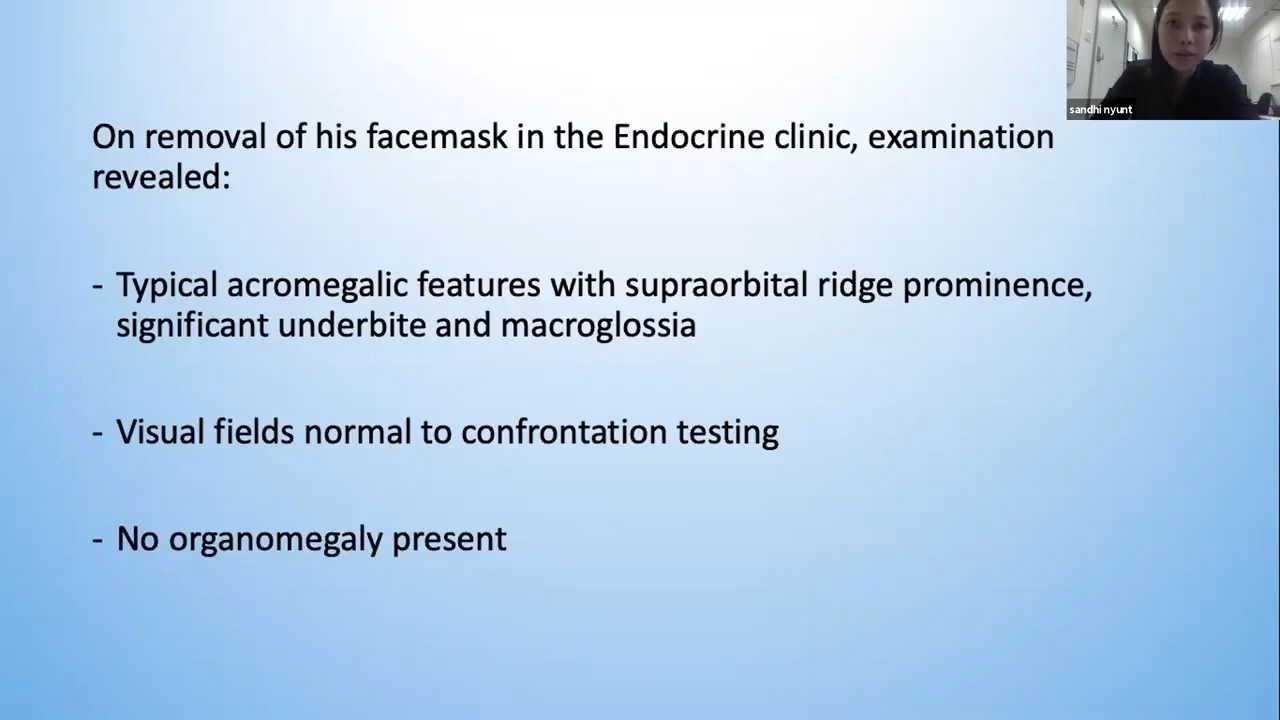 sandhi nyunt
On removal of his facemask in the Endocrine clinic, examination
revealed:
- Typical acromegalic features with supraorbital ridge prominence,
significant underbite and macroglossia
- Visual fields normal to confrontation testing
- No organomegaly present